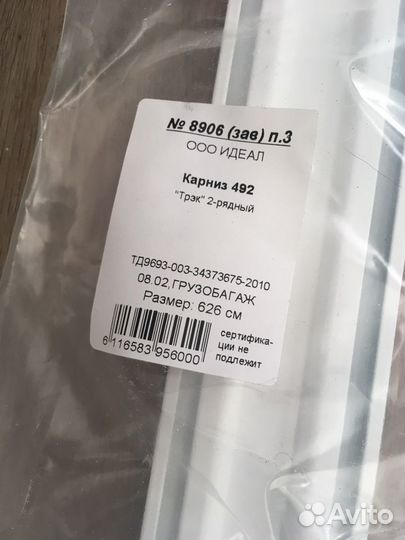 № 8906 (зав) п.3
ООО ИДЕАЛ
Карниз 492
"Трэк" 2-рядный
ТД9693-003-34373675-2010
08.02,ГРУЗОБАГАЖ
Размер: 626 см
6 116583 956000
сертифика-
ции не
подлежит
Avito